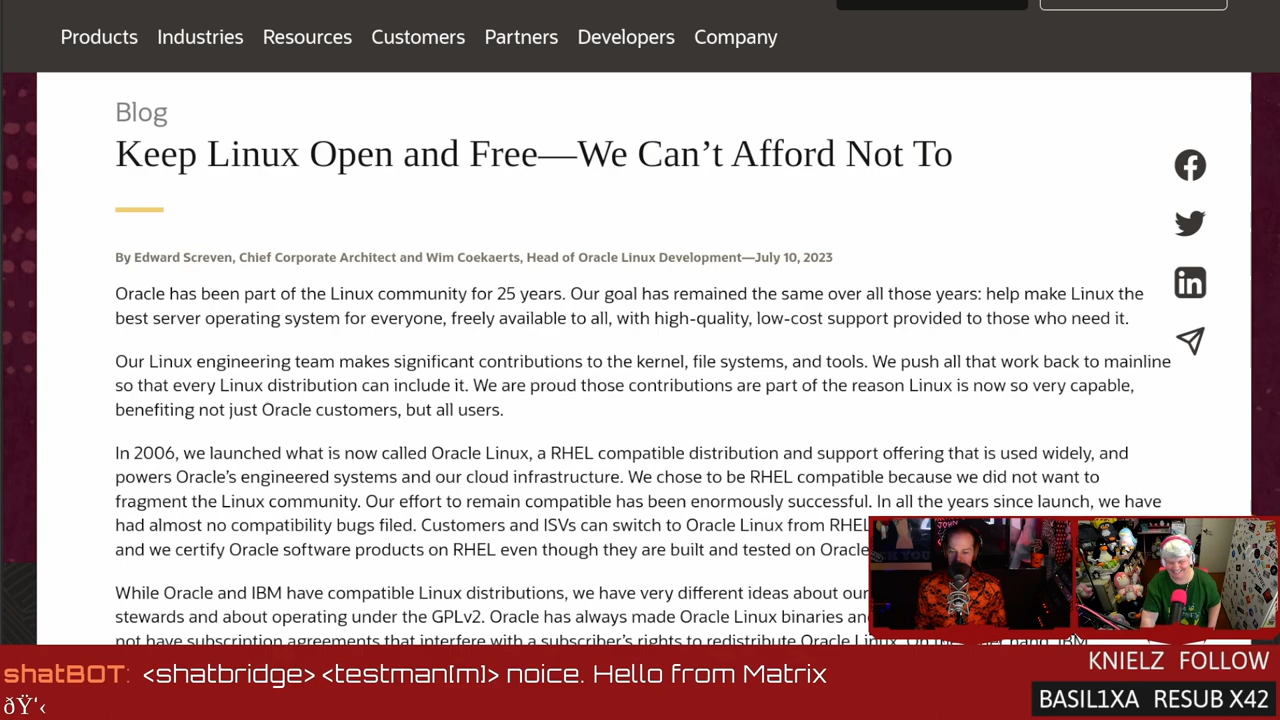 Products Industries Resources Customers Partners Developers Company
Blog
Keep Linux Open and Free—We Can’t Afford Not To
By Edward Screven, Chief Corporate Architect and Wim Coekaerts, Head of Oracle Linux Development—July 10, 2023
Oracle has been part of the Linux community for 25 years. Our goal has remained the same over all those years: help make Linux the
best server operating system for everyone, freely available to all, with high-quality, low-cost support provided to those who need it.
Our Linux engineering team makes significant contributions to the kernel, file systems, and tools. We push all that work back to mainline
so that every Linux distribution can include it. We are proud those contributions are part of the reason Linux is now so very capable,
benefiting not just Oracle customers, but all users.
In 2006, we launched what is now called Oracle Linux, a RHEL compatible distribution and support offering that is used widely, and
powers Oracle’s engineered systems and our cloud infrastructure. We chose to be RHEL compatible because we did not want to
fragment the Linux community. Our effort to remain compatible has been enormously successful. In all the years since launch, we have
had almost no compatibility bugs filed. Customers and ISVs can switch to Oracle Linux from RHEL
and we certify Oracle software products on RHEL even though they are built and tested on Oracle
While Oracle and IBM have compatible Linux distributions, we have very different ideas about our
stewards and about operating under the GPLv2. Oracle has always made Oracle Linux binaries and
not have subscription agreements that interfere with a subscriber’s rights to redistribute Oracle Linux. On the other hand, IBM
shatBOT: <shatbridge> <testman[m]> noice. Hello from Matrix
ðŸ‘‹
KNIELZ FOLLOW
BASIL1XA RESUB X42